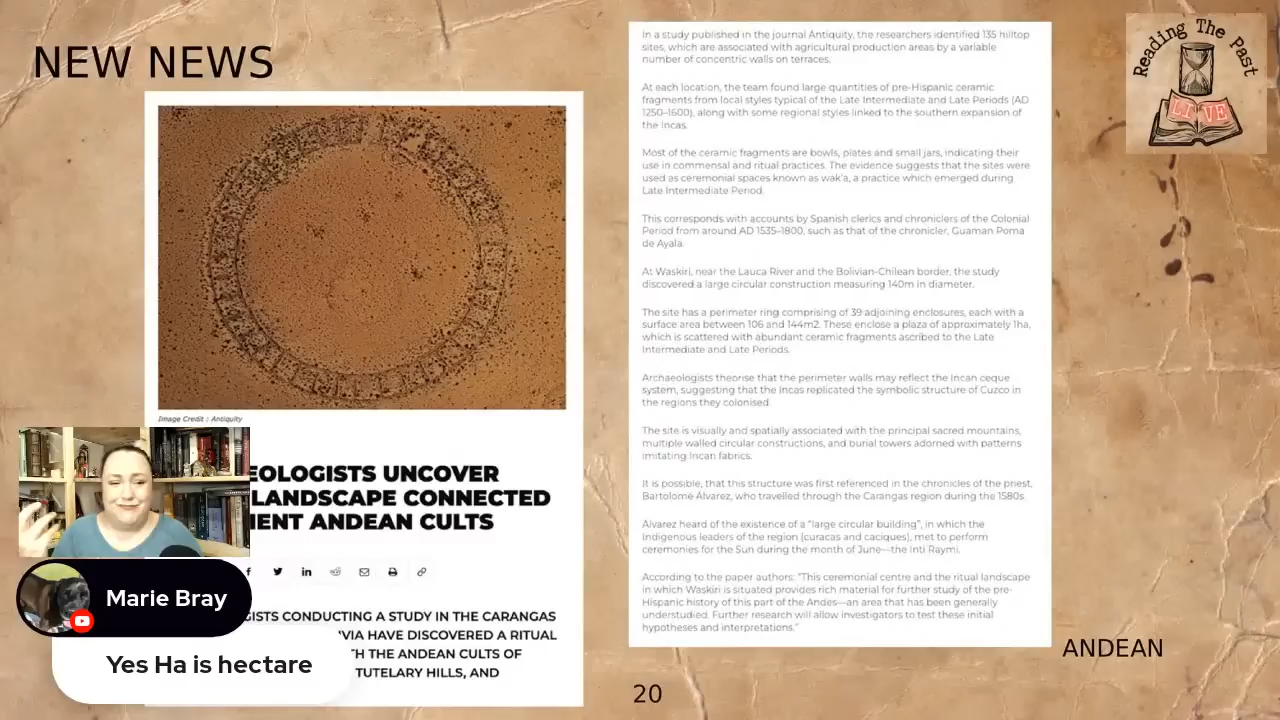 NEW NEWS
Reading The Past
LIVE
Image Credit : Antiquity
EOLOGISTS UNCOVER
LANDSCAPE CONNECTED
IENT ANDEAN CULTS
GISTS CONDUCTING A STUDY IN THE CARANGAS
IVIA HAVE DISCOVERED A RITUAL
TH THE ANDEAN CULTS OF
TUTELARY HILLS, AND
Marie Bray
Yes Ha is hectare
In a study published in the journal Antiquity, the researchers identified 135 hilltop
sites, which are associated with agricultural production areas by a variable
number of concentric walls on terraces.
At each location, the team found large quantities of pre-Hispanic ceramic
fragments from local styles typical of the Late Intermediate and Late Periods (AD
1250–1600), along with some regional styles linked to the southern expansion of
the Incas.
Most of the ceramic fragments are bowls, plates and small jars, indicating their
use in commensal and ritual practices. The evidence suggests that the sites were
used as ceremonial spaces known as wak'a, a practice which emerged during
Late Intermediate Period.
This corresponds with accounts by Spanish clerics and chroniclers of the Colonial
Period from around AD 1535–1800, such as that of the chronicler, Guaman Poma
de Ayala.
At Waskiri, near the Lauca River and the Bolivian-Chilean border, the study
discovered a large circular construction measuring 140m in diameter.
The site has a perimeter ring comprising of 39 adjoining enclosures, each with a
surface area between 106 and 144m2. These enclose a plaza of approximately 1ha,
which is scattered with abundant ceramic fragments ascribed to the Late
Intermediate and Late Periods.
Archaeologists theorise that the perimeter walls may reflect the Incan ceque
system, suggesting that the Incas replicated the symbolic structure of Cuzco in
the regions they colonised.
The site is visually and spatially associated with the principal sacred mountains,
multiple walled circular constructions, and burial towers adorned with patterns
imitating Incan fabrics.
It is possible, that this structure was first referenced in the chronicles of the priest,
Bartolomé Álvarez, who travelled through the Carangas region during the 1580s.
Alvarez heard of the existence of a "large circular building", in which the
Indigenous leaders of the region (curacas and caciques), met to perform
ceremonies for the Sun during the month of June—the Inti Raymi.
According to the paper authors: "This ceremonial centre and the ritual landscape
in which Waskiri is situated provides rich material for further study of the pre-
Hispanic history of this part of the Andes—an area that has been generally
understudied. Further research will allow investigators to test these initial
hypotheses and interpretations."
ANDEAN
20